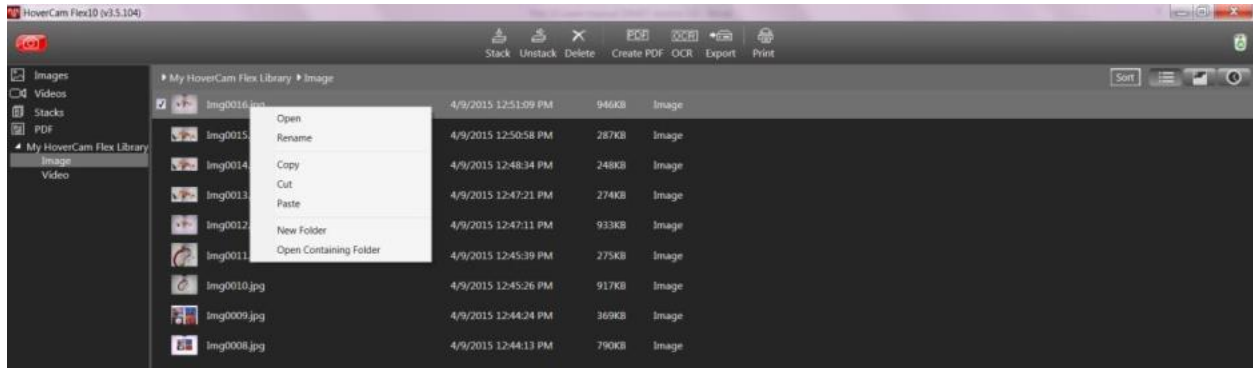 HoverCam Flex10 (v3.5.104)
Stack Unstack Delete Create PDF OCR Export Print
PDF OCR
Images
Videos
Stacks
PDF
My HoverCam Flex Library
Image
Video
My HoverCam Flex Library Image
Sort
Img0016.jpg 4/9/2015 12:51:09 PM 946KB Image
Img0015. 4/9/2015 12:50:58 PM 287KB Image
Img0014. 4/9/2015 12:48:34 PM 248KB Image
Img0013. 4/9/2015 12:47:21 PM 274KB Image
Img0012. 4/9/2015 12:47:11 PM 933KB Image
Img0011. 4/9/2015 12:45:39 PM 275KB Image
Img0010.jpg 4/9/2015 12:45:26 PM 917KB Image
Img0009.jpg 4/9/2015 12:44:24 PM 369KB Image
Img0008.jpg 4/9/2015 12:44:13 PM 790KB Image
Open
Rename
Copy
Cut
Paste
New Folder
Open Containing Folder